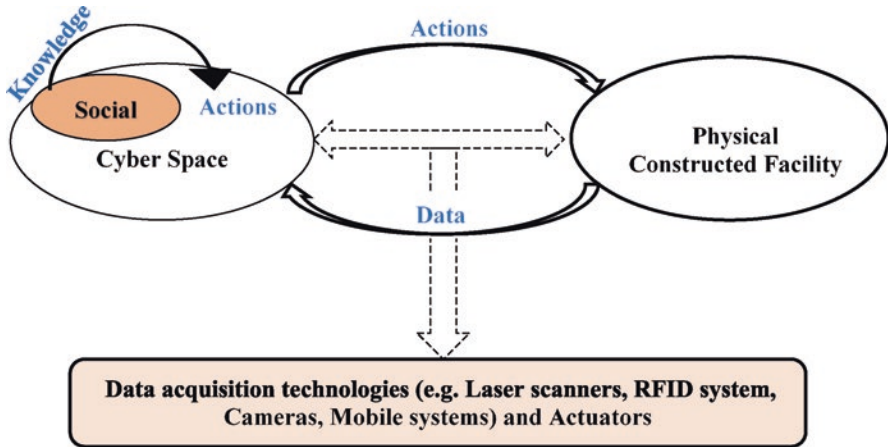 Knowledge
Actions
Social
Actions
Cyber Space
Physical
Constructed Facility
Data
Data acquisition technologies (e.g. Laser scanners, RFID system,
Cameras, Mobile systems) and Actuators